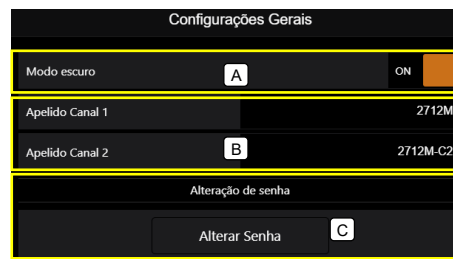 Configurações Gerais
Modo escuro A ON
Apelido Canal 1 2712M
Apelido Canal 2 B 2712M-C2
Alteração de senha
Alterar Senha C